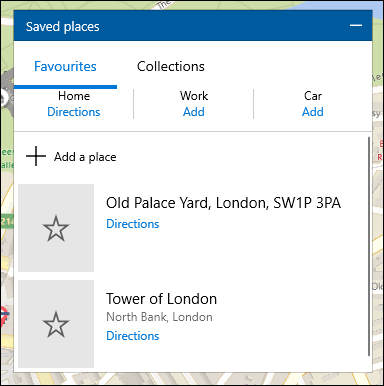 Saved places
Favourites Collections
Home Work Car
Directions Add Add
Add a place
Old Palace Yard, London, SW1P 3PA
Directions
Tower of London
North Bank, London
Directions